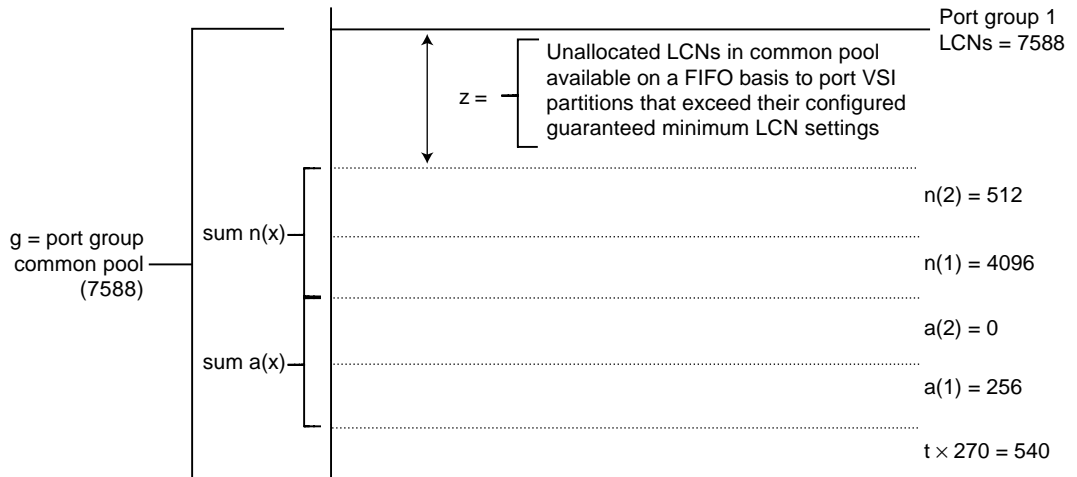 Port group 1
LCNs = 7588
Unallocated LCNs in common pool
available on a FIFO basis to port VSI
partitions that exceed their configured
guaranteed minimum LCN settings
z =
n(2) = 512
sum n(x)
g = port group
common pool
(7588)
n(1) = 4096
a(2) = 0
sum a(x)
a(1) = 256
t × 270 = 540